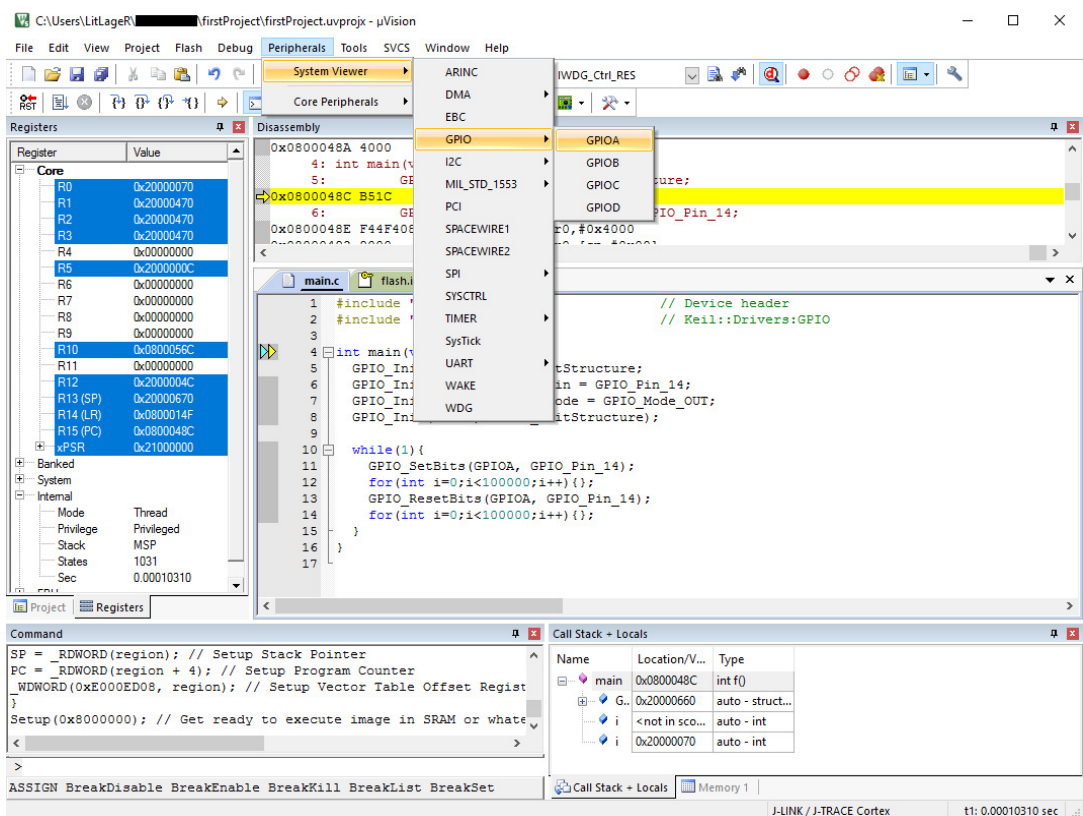 C:\Users\LitLageR\ \firstProject\firstProject.uvprojx - µVision
File Edit View Project Flash Debug Peripherals Tools SVCS Window Help
System Viewer
Core Peripherals
ARINC
DMA
EBC
GPIO
I2C
MIL_STD_1553
PCI
SPACEWIRE1
SPACEWIRE2
SPI
SYSCTRL
TIMER
SysTick
UART
WAKE
WDG
GPIOA
GPIOB
GPIOC
GPIOD
IWDG_Ctrl_RES
RST
Registers
Register Value
Core
R0 0x20000070
R1 0x20000470
R2 0x20000470
R3 0x20000470
R4 0x00000000
R5 0x2000000C
R6 0x00000000
R7 0x00000000
R8 0x00000000
R9 0x00000000
R10 0x0800056C
R11 0x00000000
R12 0x2000004C
R13 (SP) 0x20000670
R14 (LR) 0x0800014F
R15 (PC) 0x0800048C
xPSR 0x21000000
Banked
System
Internal
Mode Thread
Privilege Privileged
Stack MSP
States 1031
Sec 0.00010310
Project Registers
Disassembly
0x0800048A 4000
4: int main(v
5: GE ture;
0x0800048C B51C
6: GE PIO_Pin_14;
0x0800048E F44F408 r0,#0x4000
main.c flash.i
1 #include " // Device header
2 #include " // Keil::Drivers:GPIO
3
4 int main(v
5 GPIO_Ini tStructure;
6 GPIO_Ini in = GPIO_Pin_14;
7 GPIO_Ini ode = GPIO_Mode_OUT;
8 GPIO_Ini itStructure);
9
10 while(1){
11 GPIO_SetBits(GPIOA, GPIO_Pin_14);
12 for(int i=0;i<100000;i++){};
13 GPIO_ResetBits(GPIOA, GPIO_Pin_14);
14 for(int i=0;i<100000;i++){};
15 }
16 }
17
Command
SP = _RDWORD(region); // Setup Stack Pointer
PC = _RDWORD(region + 4); // Setup Program Counter
_WDWORD(0xE000ED08, region); // Setup Vector Table Offset Regist
}
Setup(0x8000000); // Get ready to execute image in SRAM or whate
>
ASSIGN BreakDisable BreakEnable BreakKill BreakList BreakSet
Call Stack + Locals
Name Location/V... Type
main 0x0800048C int f()
G.. 0x20000660 auto - struct...
i <not in sco... auto - int
i 0x20000070 auto - int
Call Stack + Locals Memory 1
J-LINK / J-TRACE Cortex t1: 0.00010310 sec